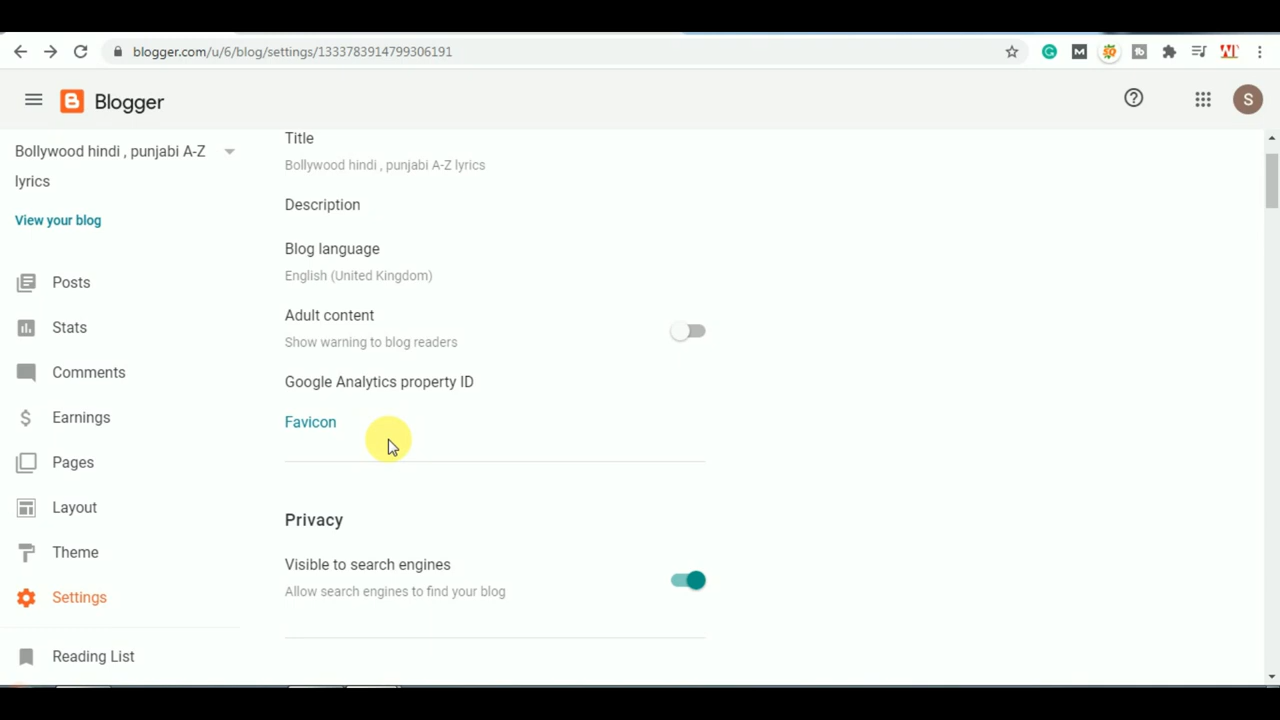 blogger.com/u/6/blog/settings/1333783914799306191
Blogger
S
Bollywood hindi , punjabi A-Z
lyrics
View your blog
Posts
Stats
Comments
Earnings
Pages
Layout
Theme
Settings
Reading List
Title
Bollywood hindi , punjabi A-Z lyrics
Description
Blog language
English (United Kingdom)
Adult content
Show warning to blog readers
Google Analytics property ID
Favicon
Privacy
Visible to search engines
Allow search engines to find your blog